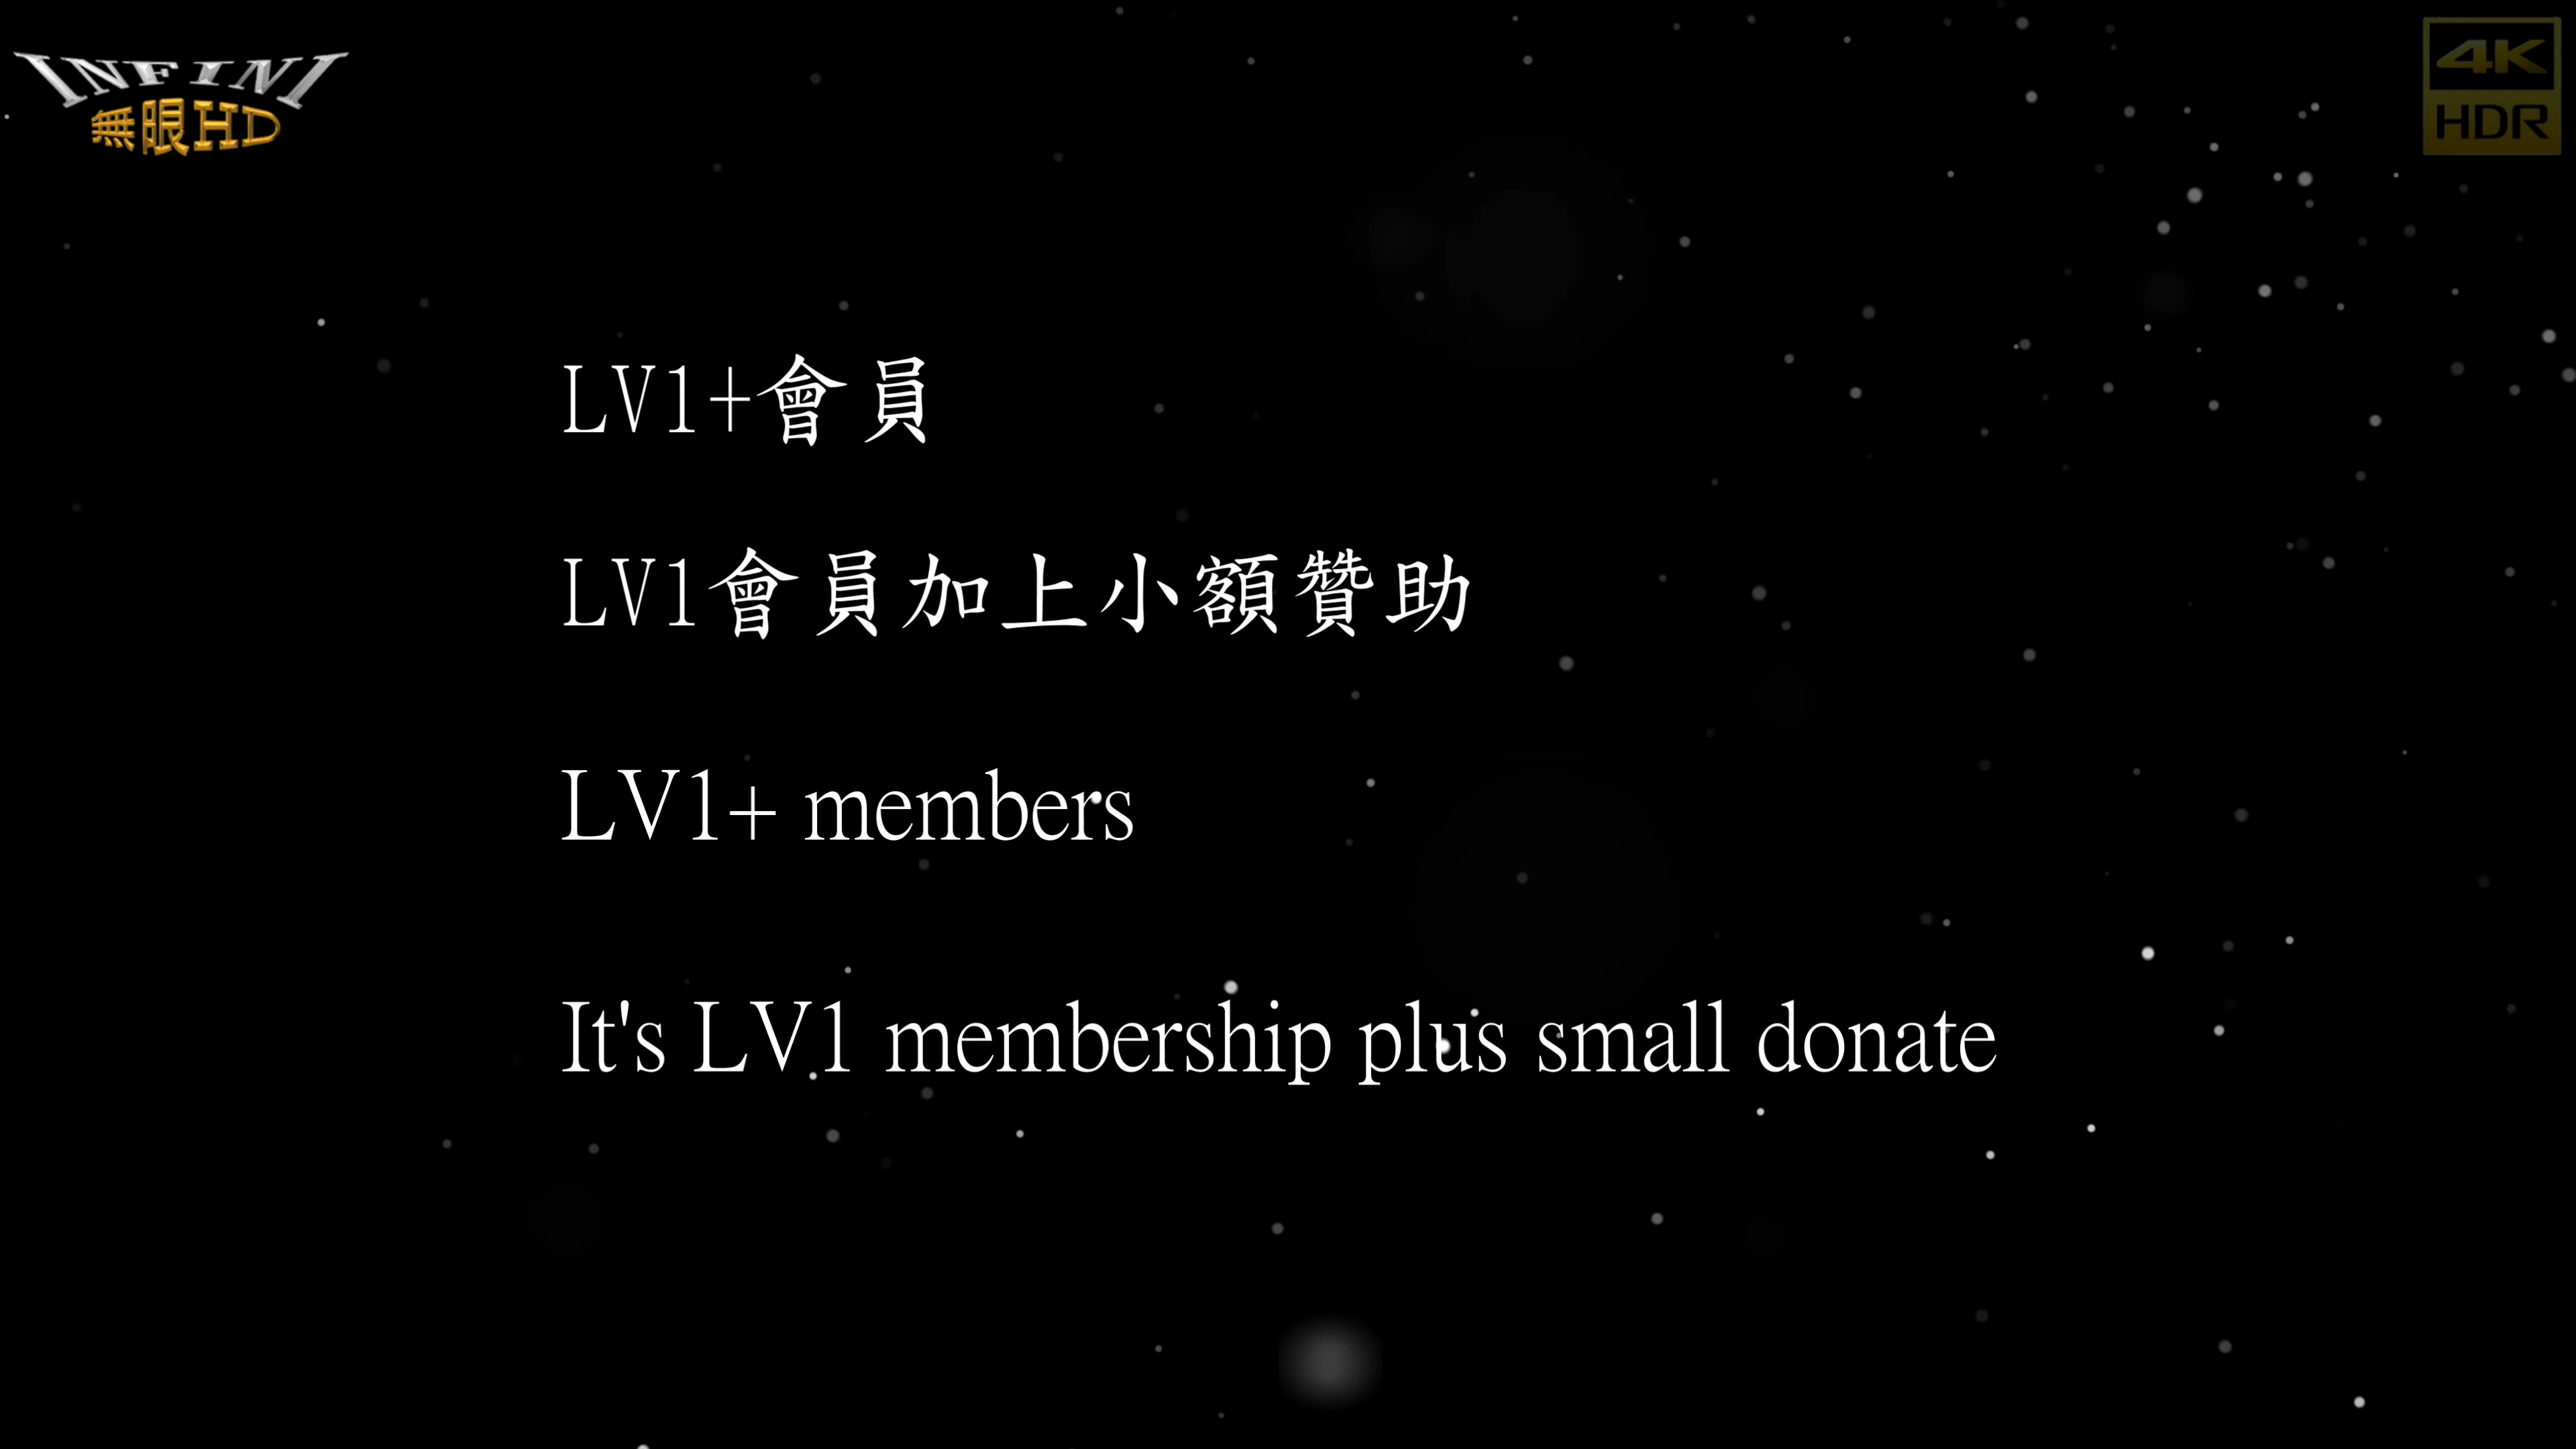 INFINI
無限HD
4K
HDR
LV1+會員
LV1會員加上小額贊助
LV1+ members
It's LV1 membership plus small donate